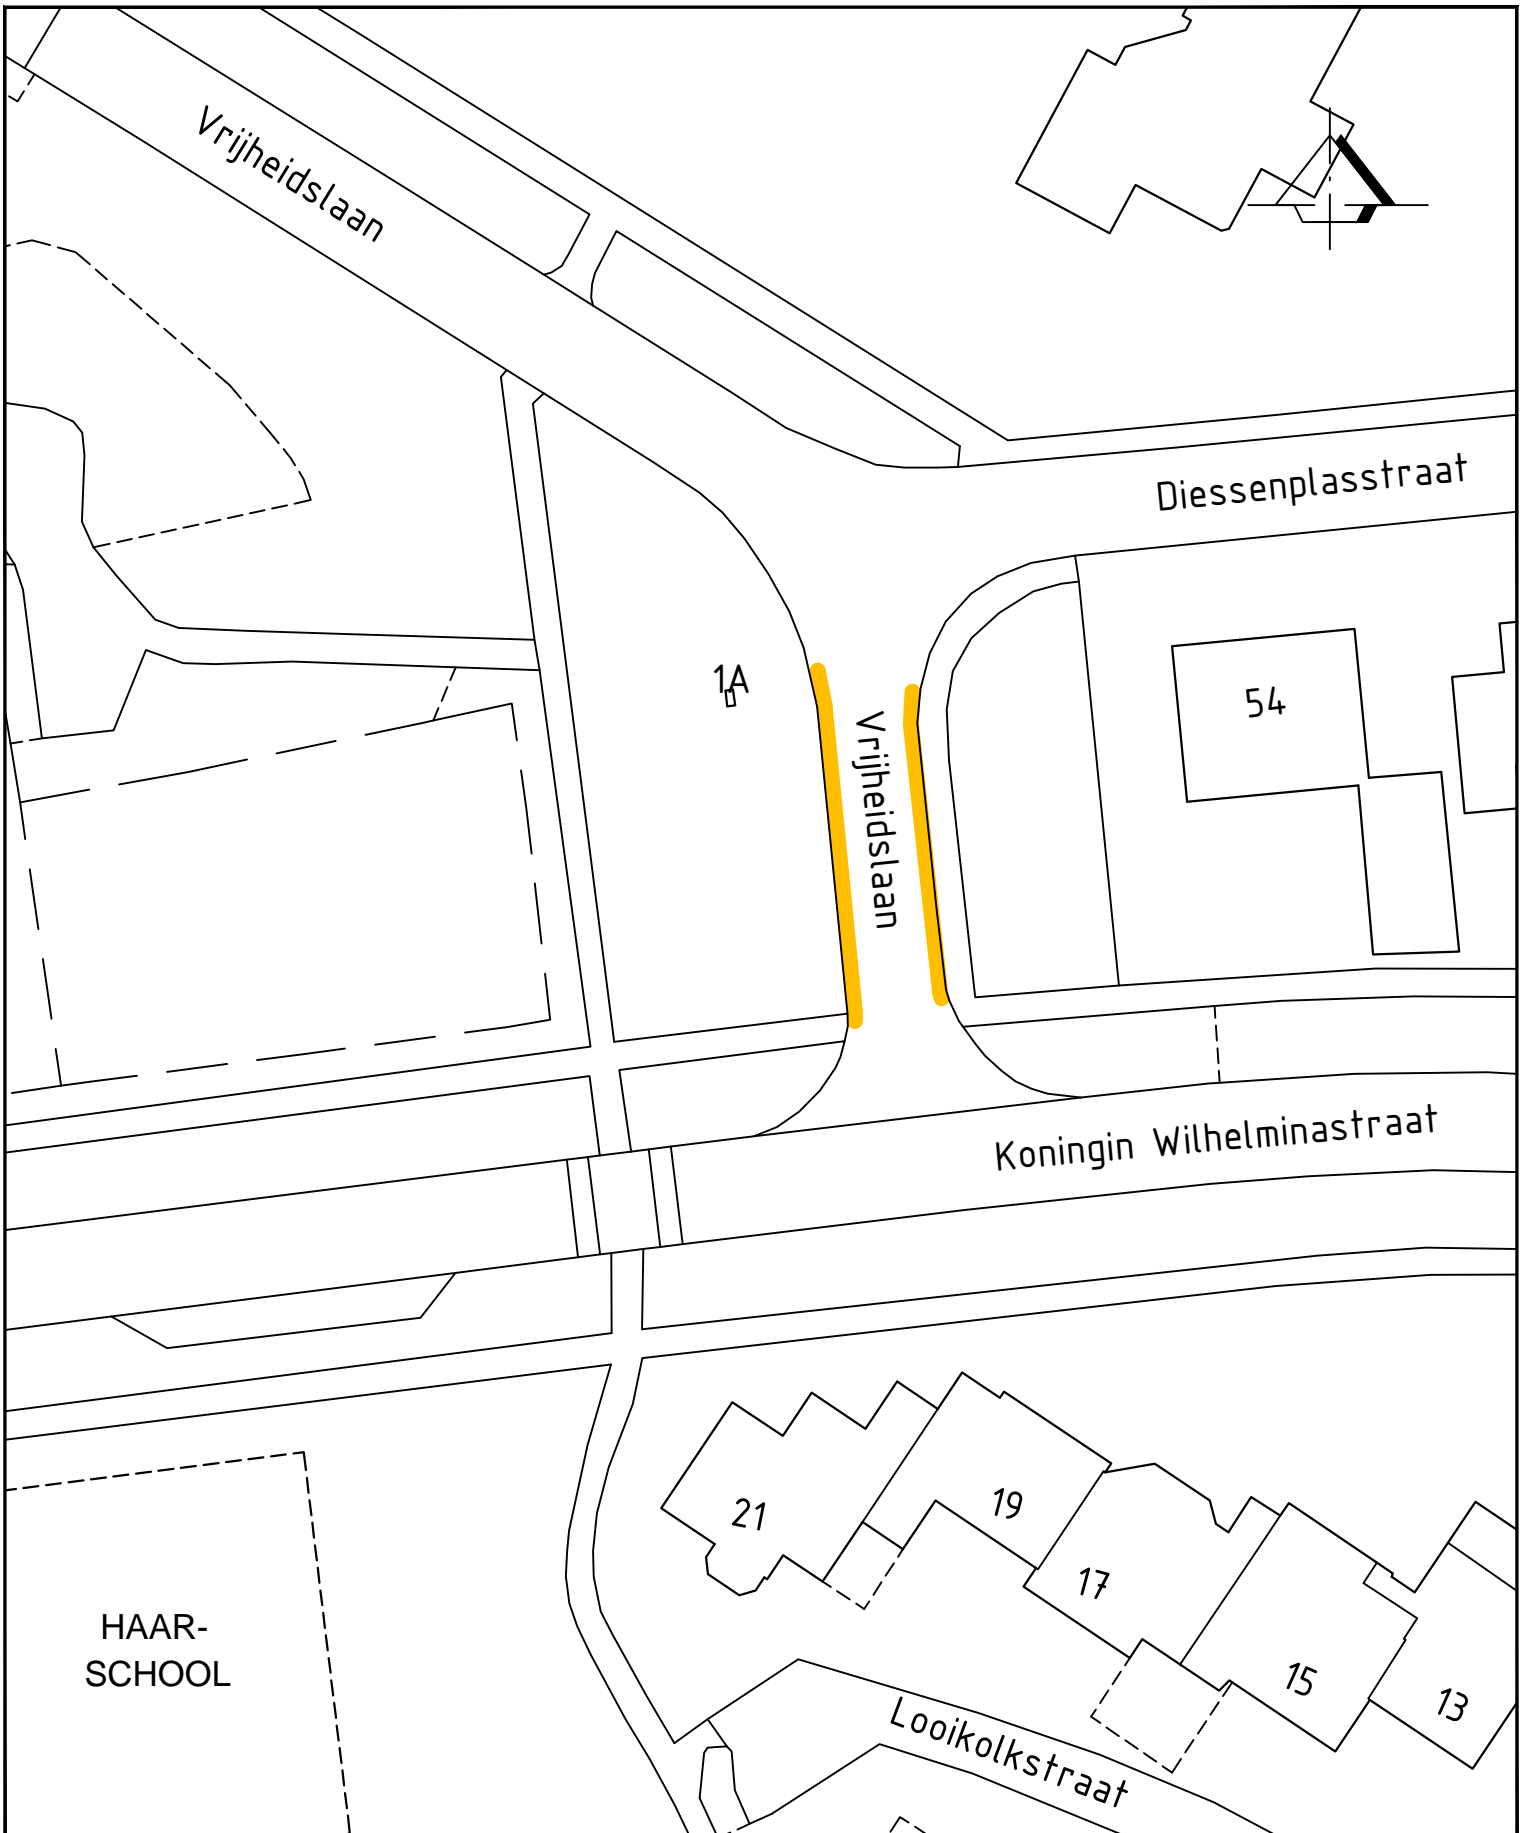 Vrijheidslaan
Diessenplasstraat
1A
54
Vrijheidslaan
Koningin Wilhelminastraat
21
19
17
15
13
HAAR-
SCHOOL
Looikolkstraat